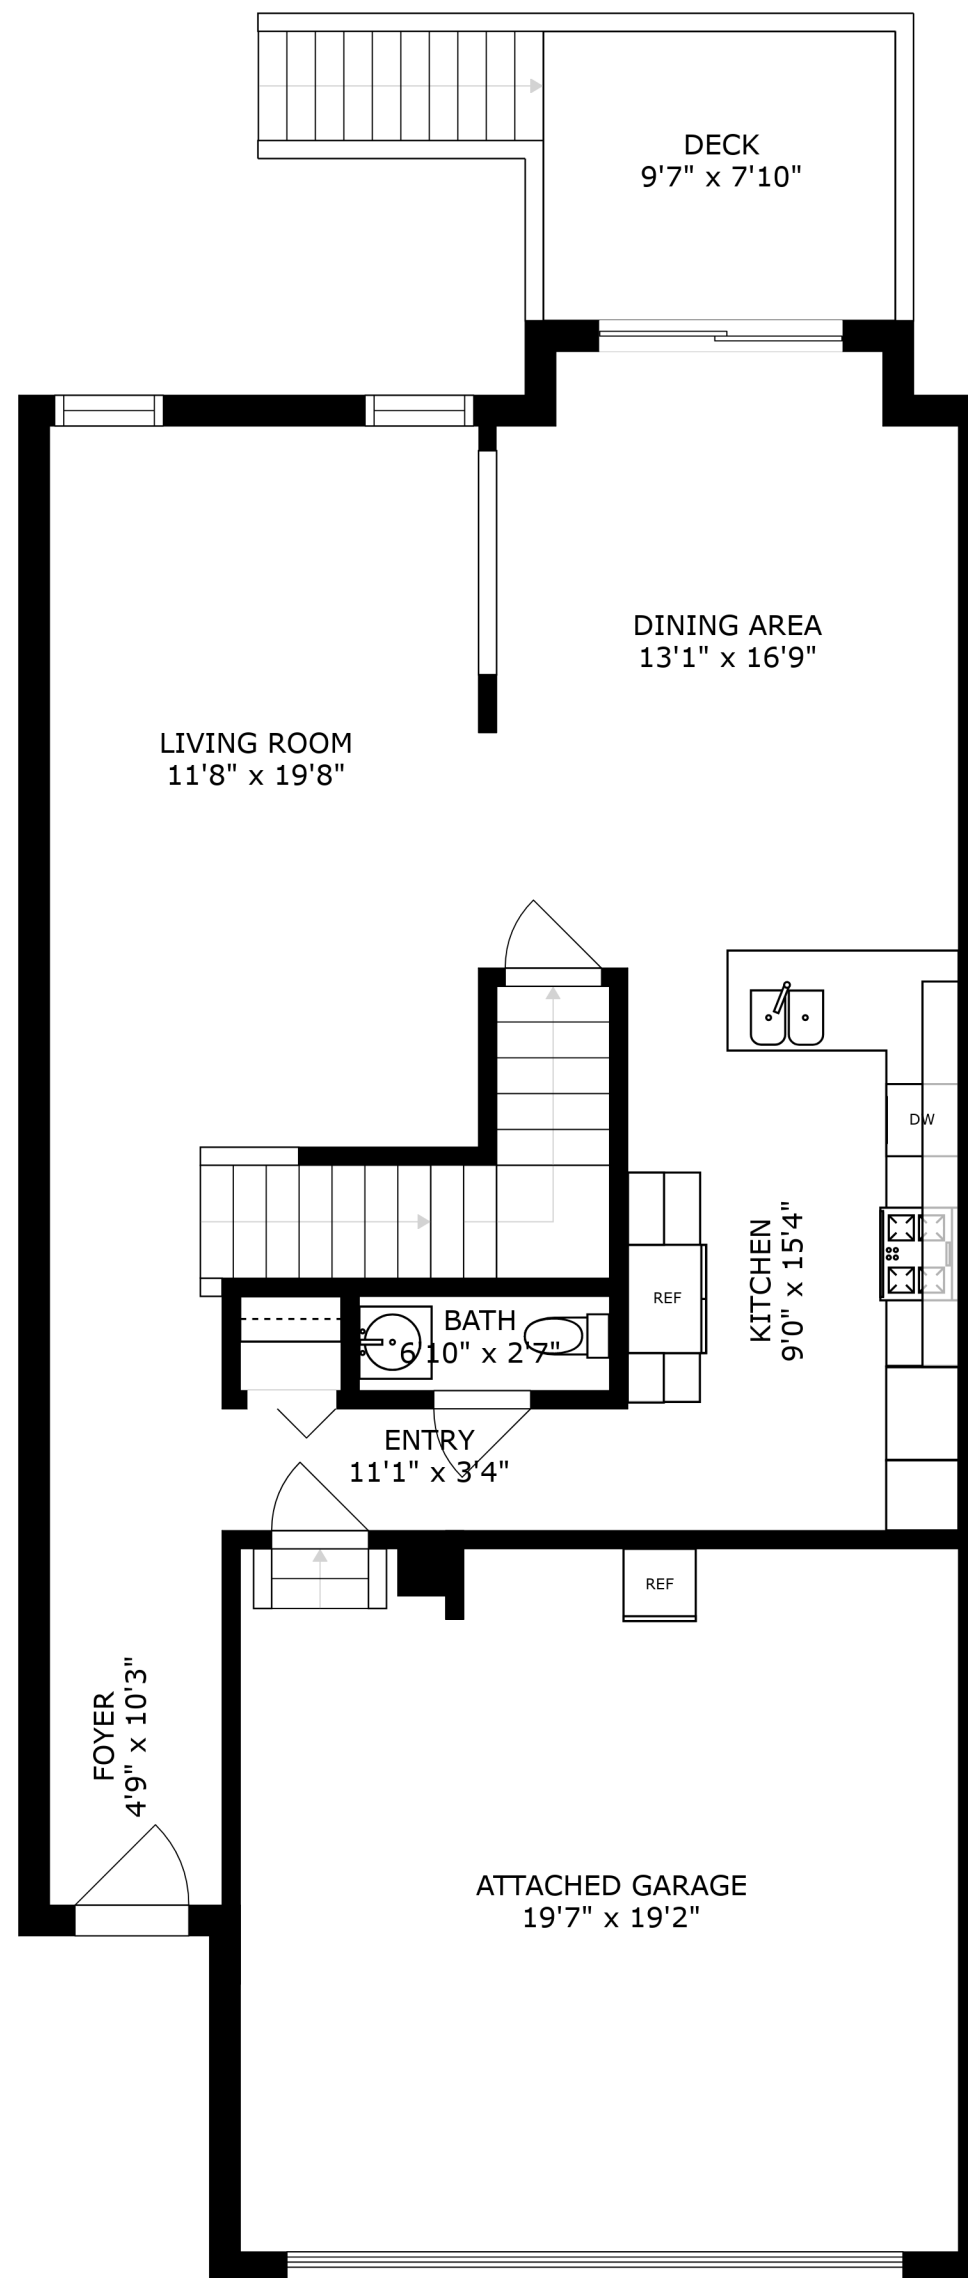 DECK
9'7" x 7'10"
DINING AREA
13'1" x 16'9"
LIVING ROOM
11'8" x 19'8"
DW
KITCHEN
9'0" x 15'4"
REF
BATH
6'10" x 2'7"
ENTRY
11'1" x 3'4"
REF
FOYER
4'9" x 10'3"
ATTACHED GARAGE
19'7" x 19'2"